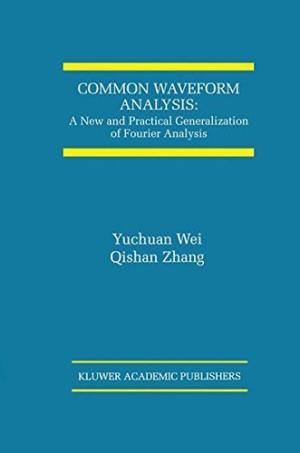 COMMON WAVEFORM
ANALYSIS:
A New and Practical Generalization
of Fourier Analysis
Yuchuan Wei
Qishan Zhang
KLUWER ACADEMIC PUBLISHERS